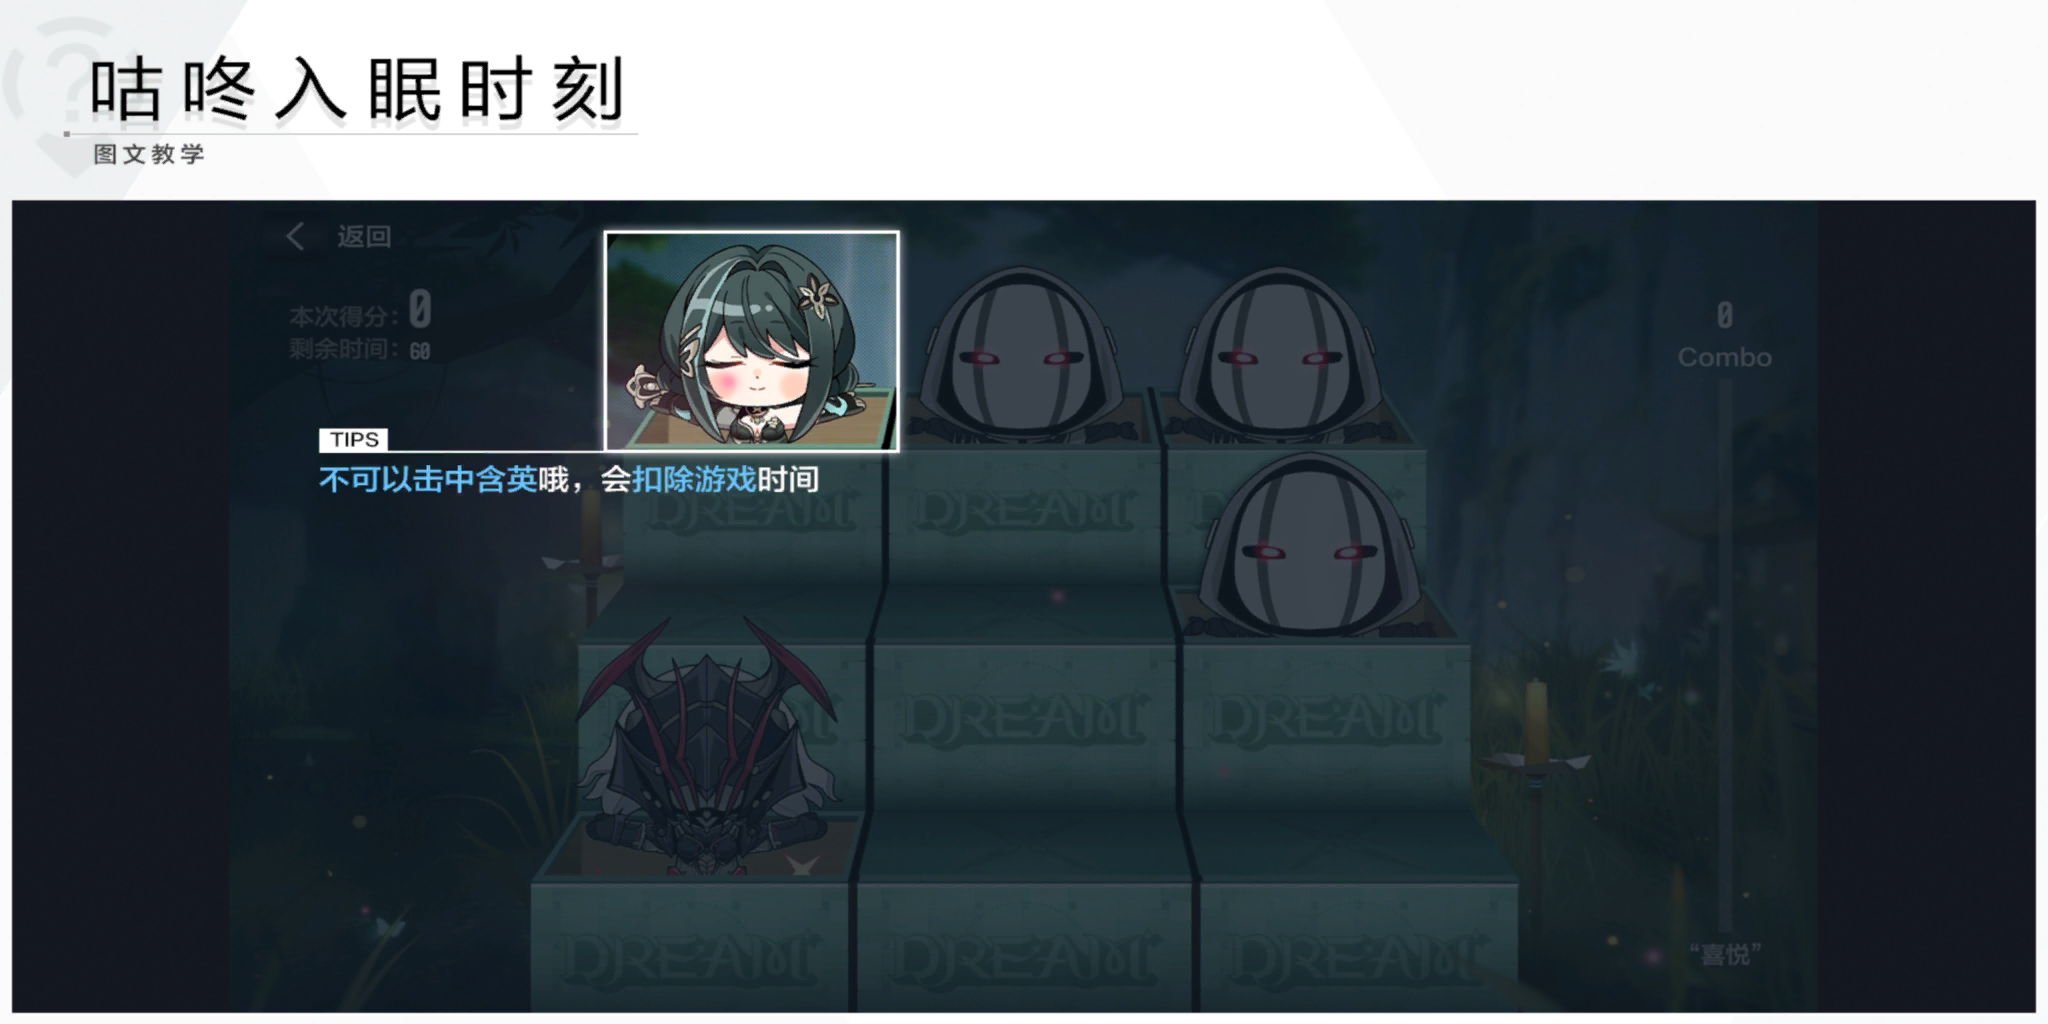 咕咚入眠时刻
图文教学
返回
本次得分：0
剩余时间：60
0
Combo
TIPS
不可以击中含英哦，会扣除游戏时间
DREAM DREAM D
DREAM DREAM
DREAM DREAM DREAM
“喜悦”